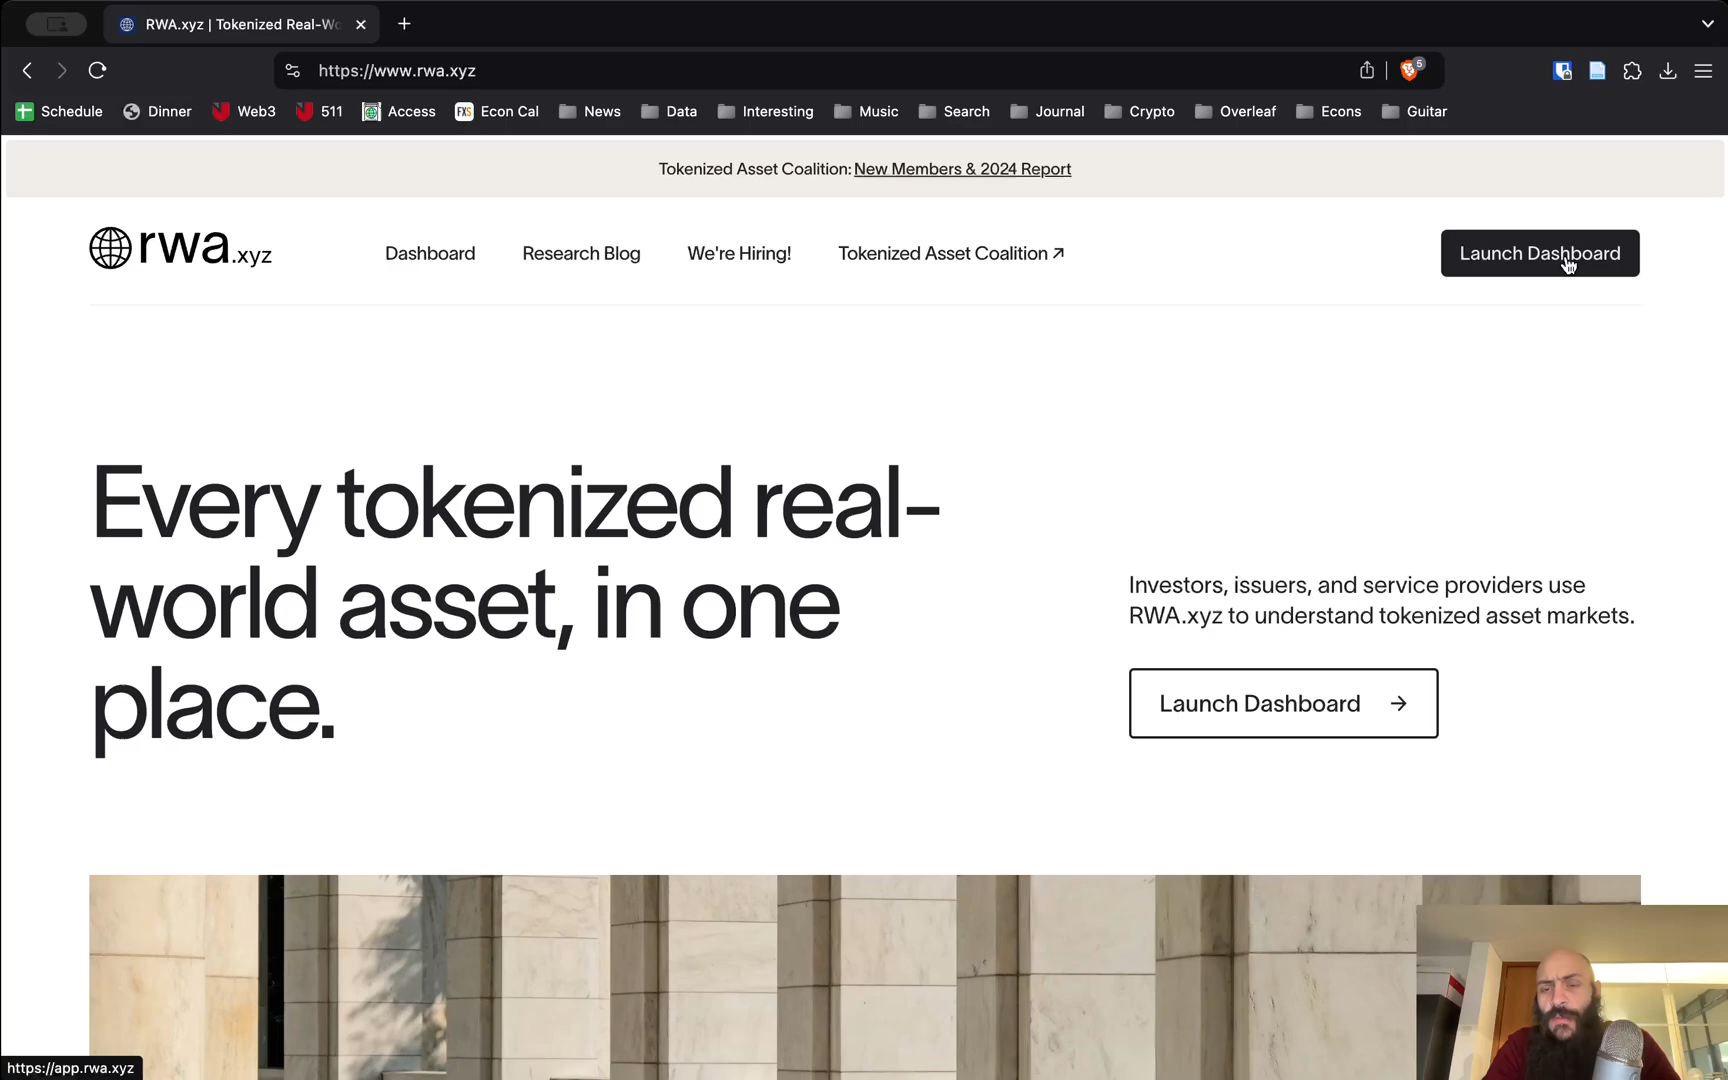 RWA.xyz | Tokenized Real-Wo
https://www.rwa.xyz
5
Schedule
Dinner
Web3
511
Access
FXS Econ Cal
News
Data
Interesting
Music
Search
Journal
Crypto
Overleaf
Econs
Guitar
Tokenized Asset Coalition: New Members & 2024 Report
rwa.xyz
Dashboard
Research Blog
We're Hiring!
Tokenized Asset Coalition ↗
Launch Dashboard
Every tokenized real-
world asset, in one
place.
Investors, issuers, and service providers use
RWA.xyz to understand tokenized asset markets.
Launch Dashboard →
https://app.rwa.xyz